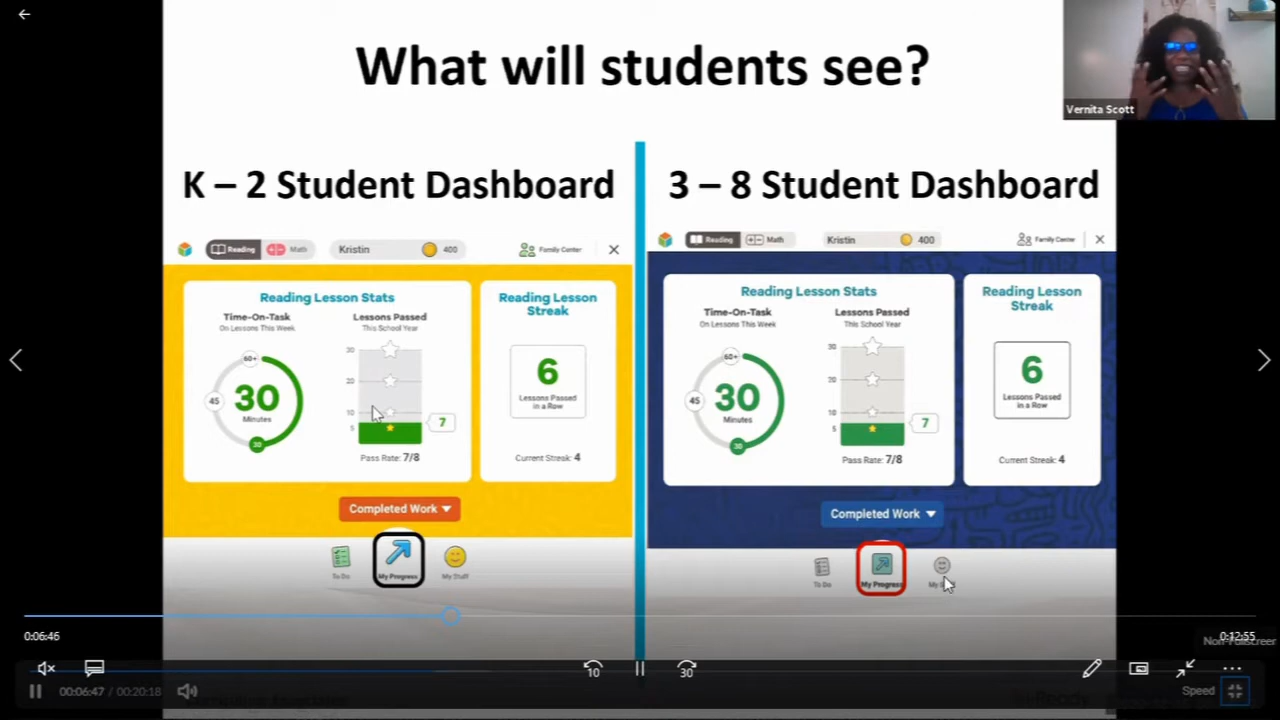 What will students see?
Vernita Scott
K – 2 Student Dashboard
Reading
Math
Kristin
400
Family Center
Reading Lesson Stats
Time-On-Task
On Lessons This Week
60+
45
30
Minutes
30
Lessons Passed
This School Year
30
20
10
5
7
Pass Rate: 7/8
Reading Lesson
Streak
6
Lessons Passed
in a Row
Current Streak: 4
Completed Work
To Do
My Progress
My Stuff
3 – 8 Student Dashboard
Reading
Math
Kristin
400
Family Center
Reading Lesson Stats
Time-On-Task
On Lessons This Week
60+
45
30
Minutes
30
Lessons Passed
This School Year
30
20
10
5
7
Pass Rate: 7/8
Reading Lesson
Streak
6
Lessons Passed
in a Row
Current Streak: 4
Completed Work
To Do
My Progress
0:06:46
0:12:55
10
30
00:06:47 / 00:20:18
Speed